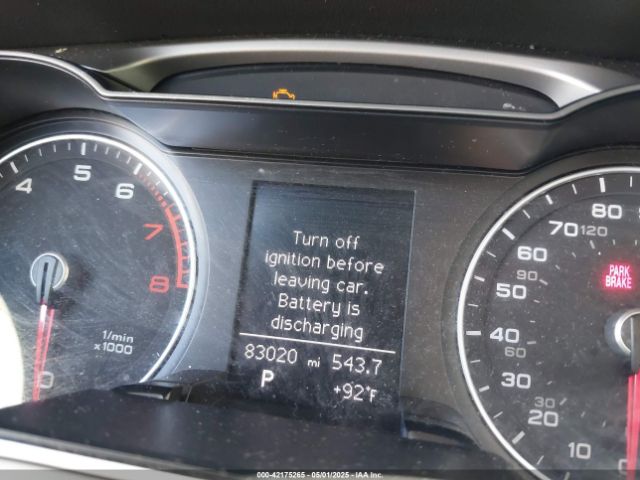 4 5 6 7 8
1/min
x1000
0
Turn off
ignition before
leaving car.
Battery is
discharging
83020 mi 543.7
P +92°F
80
70 120
60
90
50
40
60
30
30
20
10
PARK
BRAKE
000-42175265 - 05/01/2025 - IAAI.COM